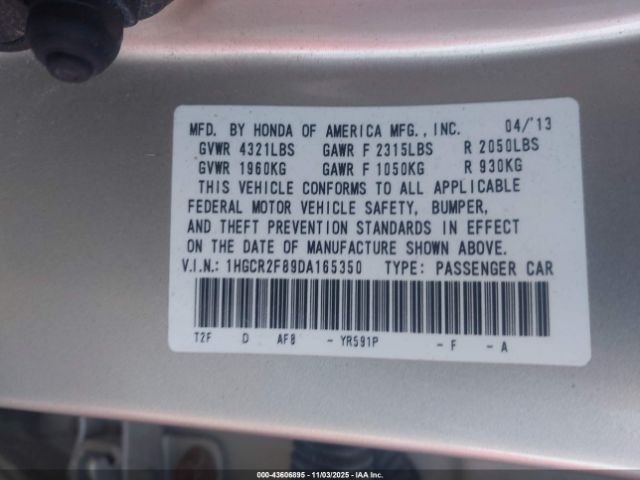 MFD. BY HONDA OF AMERICA MFG., INC. 04/'13
GVWR 4321LBS GAWR F 2315LBS R 2050LBS
GVWR 1960KG GAWR F 1050KG R 930KG
THIS VEHICLE CONFORMS TO ALL APPLICABLE
FEDERAL MOTOR VEHICLE SAFETY, BUMPER,
AND THEFT PREVENTION STANDARDS IN EFFECT
ON THE DATE OF MANUFACTURE SHOWN ABOVE.
V.I.N.: 1HGCR2F89DA165350 TYPE: PASSENGER CAR
T2F D AF8 - YR591P - F - A
000-43606895 - 11/03/2025 - IAA Inc.